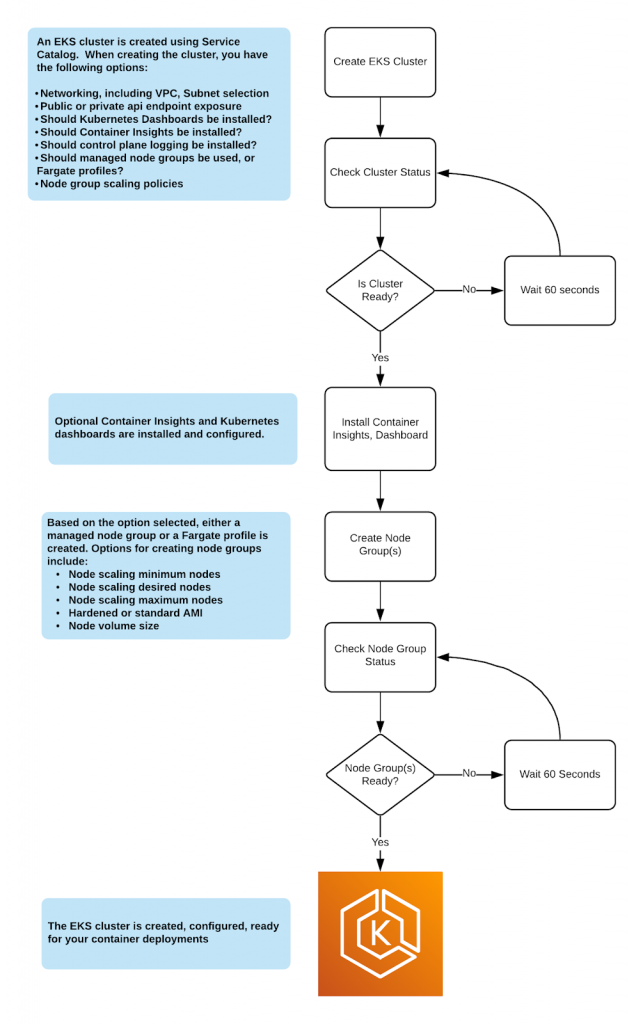 An EKS cluster is created using Service
Catalog.  When creating the cluster, you have
the following options:
• Networking, including VPC, Subnet selection
• Public or private api endpoint exposure
• Should Kubernetes Dashboards be installed?
• Should Container Insights be installed?
• Should control plane logging be installed?
• Should managed node groups be used, or
Fargate profiles?
• Node group scaling policies
Create EKS Cluster
Check Cluster Status
Is Cluster
Ready?
No
Wait 60 seconds
Yes
Optional Container Insights and Kubernetes
dashboards are installed and configured.
Install Container
Insights, Dashboard
Based on the option selected, either a
managed node group or a Fargate profile is
created. Options for creating node groups
include:
• Node scaling minimum nodes
• Node scaling desired nodes
• Node scaling maximum nodes
• Hardened or standard AMI
• Node volume size
Create Node
Group(s)
Check Node Group
Status
Node Group(s)
Ready?
No
Wait 60 Seconds
Yes
The EKS cluster is created, configured, ready
for your container deployments
K